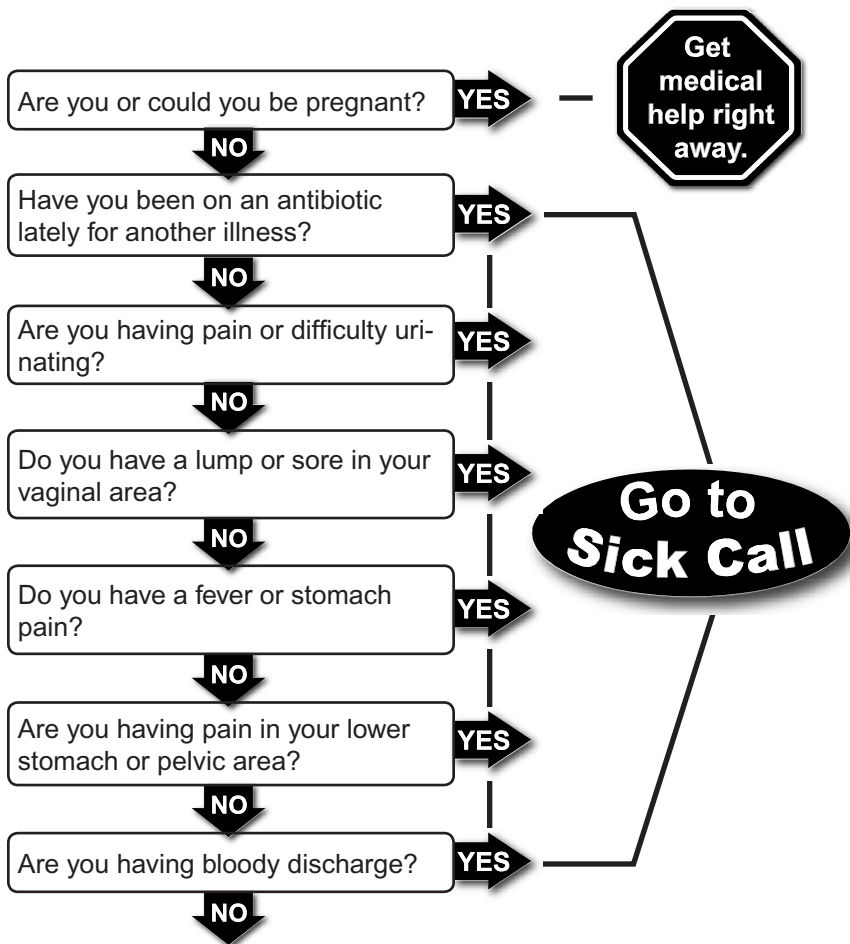 Get
medical
help right
away.
Are you or could you be pregnant?
YES
NO
Have you been on an antibiotic
lately for another illness?
YES
NO
Are you having pain or difficulty uri-
nating?
YES
NO
Do you have a lump or sore in your
vaginal area?
YES
NO
Go to
Sick Call
Do you have a fever or stomach
pain?
YES
NO
Are you having pain in your lower
stomach or pelvic area?
YES
NO
Are you having bloody discharge?
YES
NO